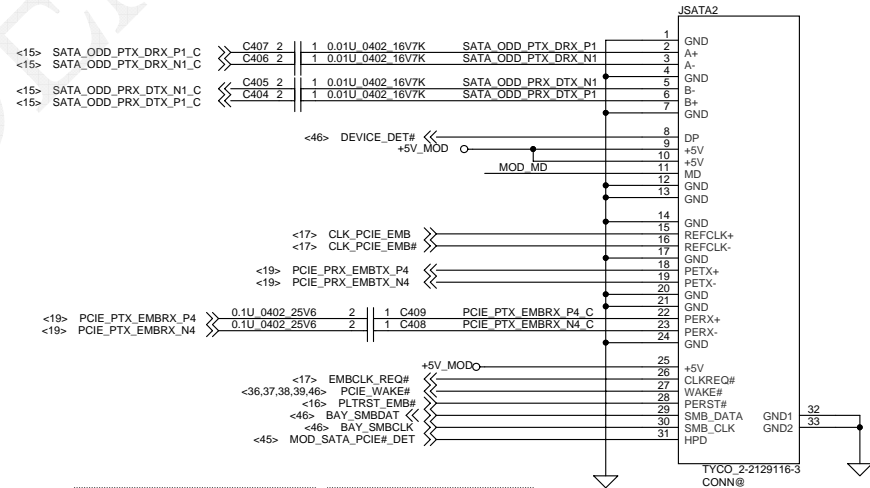 JSATA2
1 GND
<15> SATA_ODD_PTX_DRX_P1_C C407 2 1 0.01U_0402_16V7K SATA_ODD_PTX_DRX_P1 2 A+
<15> SATA_ODD_PTX_DRX_N1_C C406 2 1 0.01U_0402_16V7K SATA_ODD_PTX_DRX_N1 3 A-
4 GND
<15> SATA_ODD_PRX_DTX_N1_C C405 2 1 0.01U_0402_16V7K SATA_ODD_PRX_DTX_N1 5 B-
<15> SATA_ODD_PRX_DTX_P1_C C404 2 1 0.01U_0402_16V7K SATA_ODD_PRX_DTX_P1 6 B+
7 GND
<46> DEVICE_DET# 8 DP
+5V_MOD 9 +5V
10 +5V
MOD_MD 11 MD
12 GND
13 GND
14 GND
<17> CLK_PCIE_EMB 15 REFCLK+
<17> CLK_PCIE_EMB# 16 REFCLK-
17 GND
<19> PCIE_PRX_EMBTX_P4 18 PETX+
<19> PCIE_PRX_EMBTX_N4 19 PETX-
20 GND
21 GND
<19> PCIE_PTX_EMBRX_P4 0.1U_0402_25V6 2 1 C409 PCIE_PTX_EMBRX_P4_C 22 PERX+
<19> PCIE_PTX_EMBRX_N4 0.1U_0402_25V6 2 1 C408 PCIE_PTX_EMBRX_N4_C 23 PERX-
24 GND
+5V_MOD 25 +5V
<17> EMBCLK_REQ# 26 CLKREQ#
<36,37,38,39,46> PCIE_WAKE# 27 WAKE#
<16> PLTRST_EMB# 28 PERST#
<46> BAY_SMBDAT 29 SMB_DATA GND1 32
<46> BAY_SMBCLK 30 SMB_CLK GND2 33
<45> MOD_SATA_PCIE#_DET 31 HPD
TYCO_2-2129116-3
CONN@